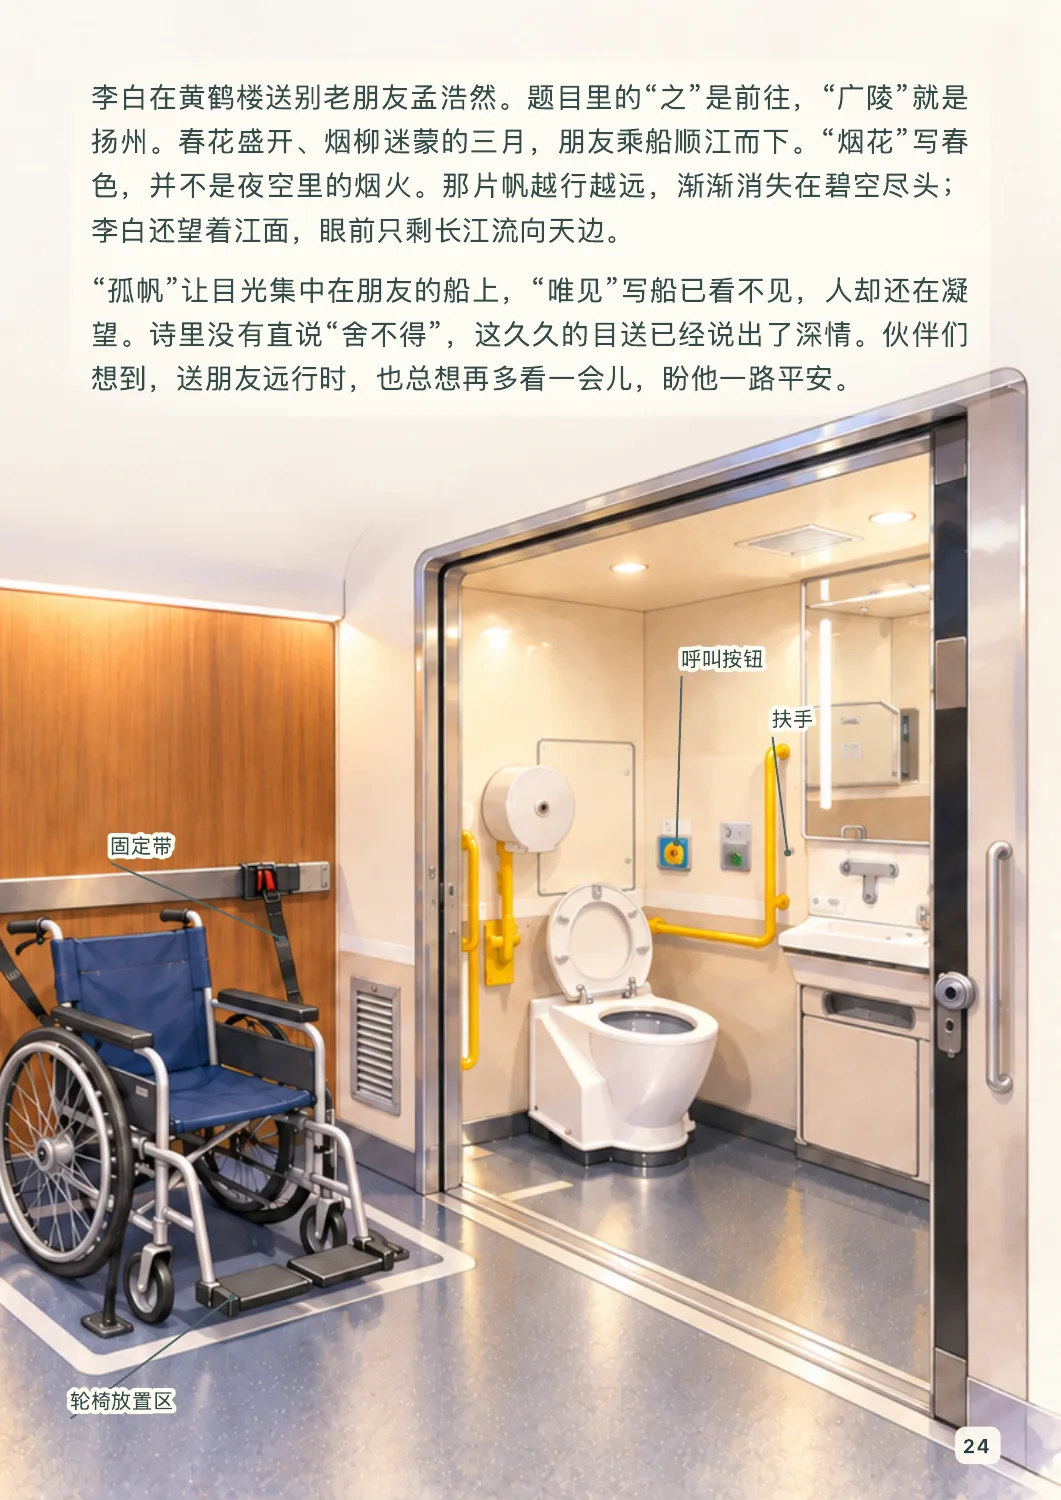 李白在黄鹤楼送别老朋友孟浩然。题目里的“之”是前往，“广陵”就是
扬州。春花盛开、烟柳迷蒙的三月，朋友乘船顺江而下。“烟花”写春
色，并不是夜空里的烟火。那片帆越行越远，渐渐消失在碧空尽头；
李白还望着江面，眼前只剩长江流向天边。
“孤帆”让目光集中在朋友的船上，“唯见”写船已看不见，人却还在凝
望。诗里没有直说“舍不得”，这久久的目送已经说出了深情。伙伴们
想到，送朋友远行时，也总想再多看一会儿，盼他一路平安。
呼叫按钮
扶手
固定带
轮椅放置区
24